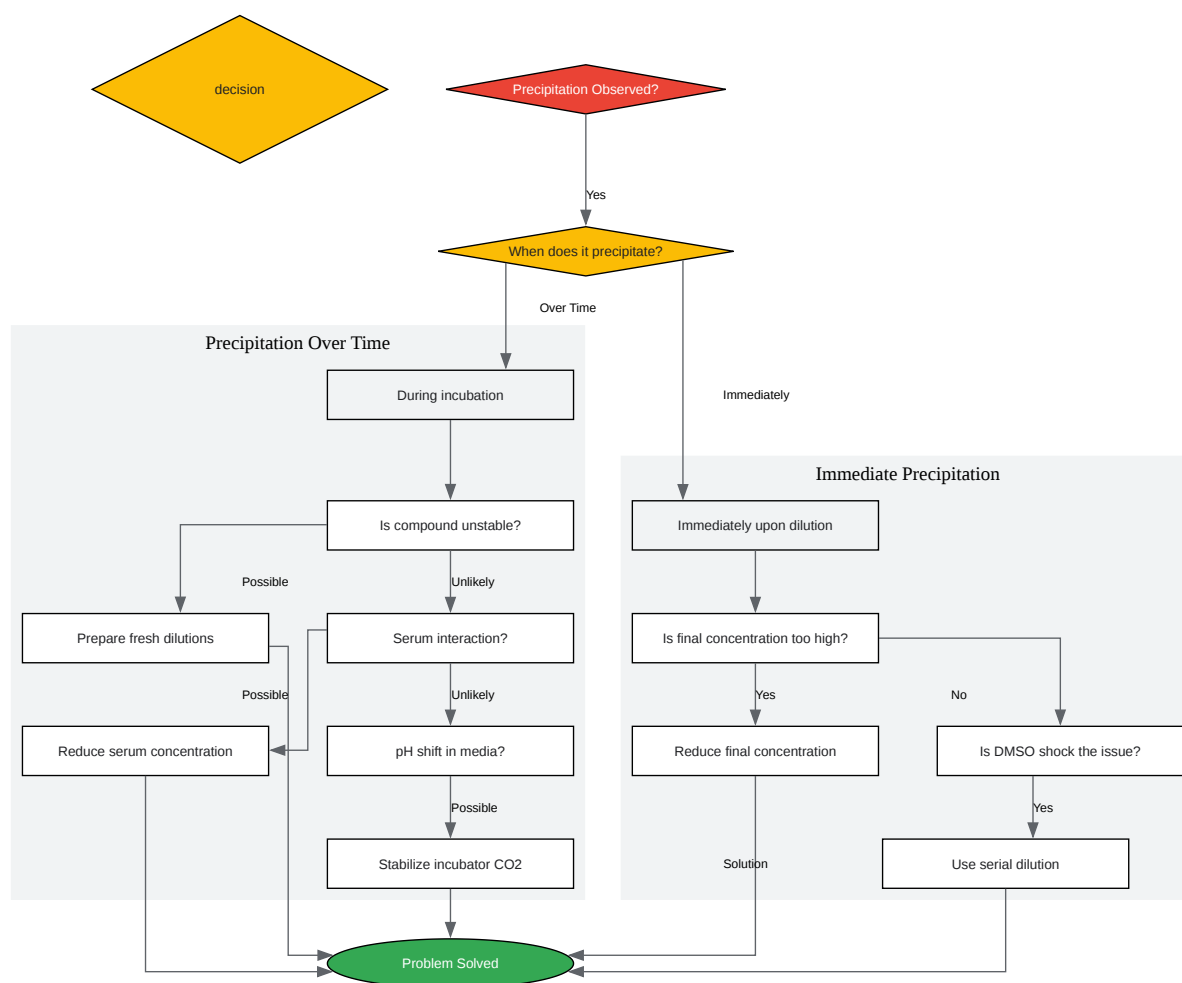 decision
Precipitation Observed?
Yes
When does it precipitate?
Over Time
Precipitation Over Time
During incubation
Immediately
Immediate Precipitation
Is compound unstable?
Immediately upon dilution
Possible
Unlikely
Prepare fresh dilutions
Serum interaction?
Is final concentration too high?
Possible
Unlikely
Yes
No
Reduce serum concentration
pH shift in media?
Reduce final concentration
Is DMSO shock the issue?
Possible
Yes
Stabilize incubator CO2
Solution
Use serial dilution
Problem Solved